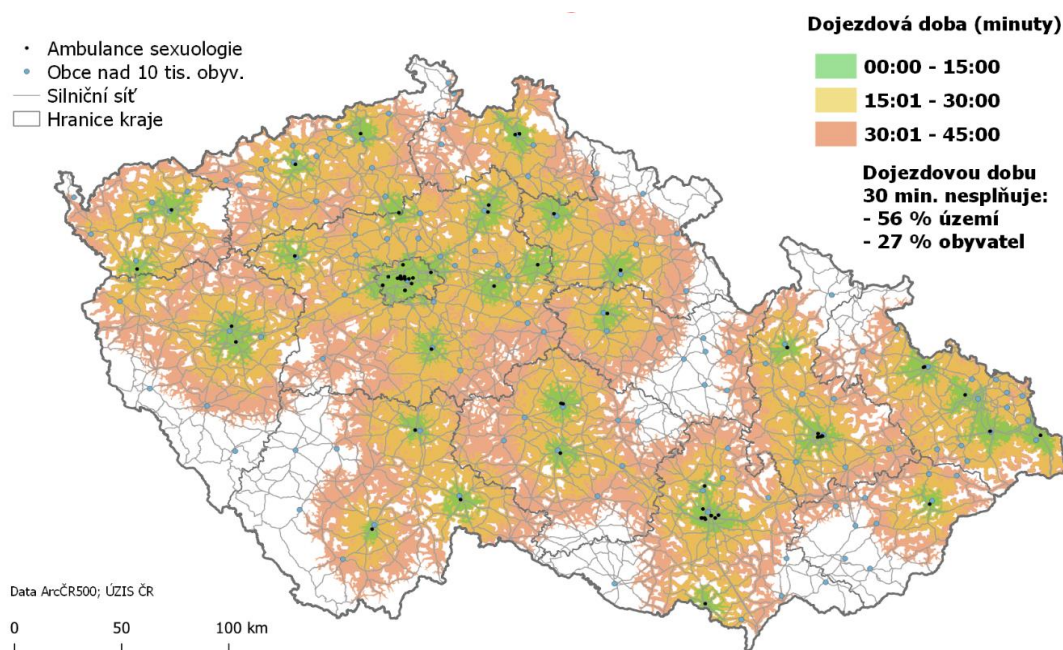 Ambulance sexuologie
Obce nad 10 tis. obyv.
Silniční síť
Hranice kraje
Dojezdová doba (minuty)
00:00 - 15:00
15:01 - 30:00
30:01 - 45:00
Dojezdovou dobu
30 min. nesplňuje:
- 56 % území
- 27 % obyvatel
Data ArcČR500; ÚZIS ČR
0 50 100 km